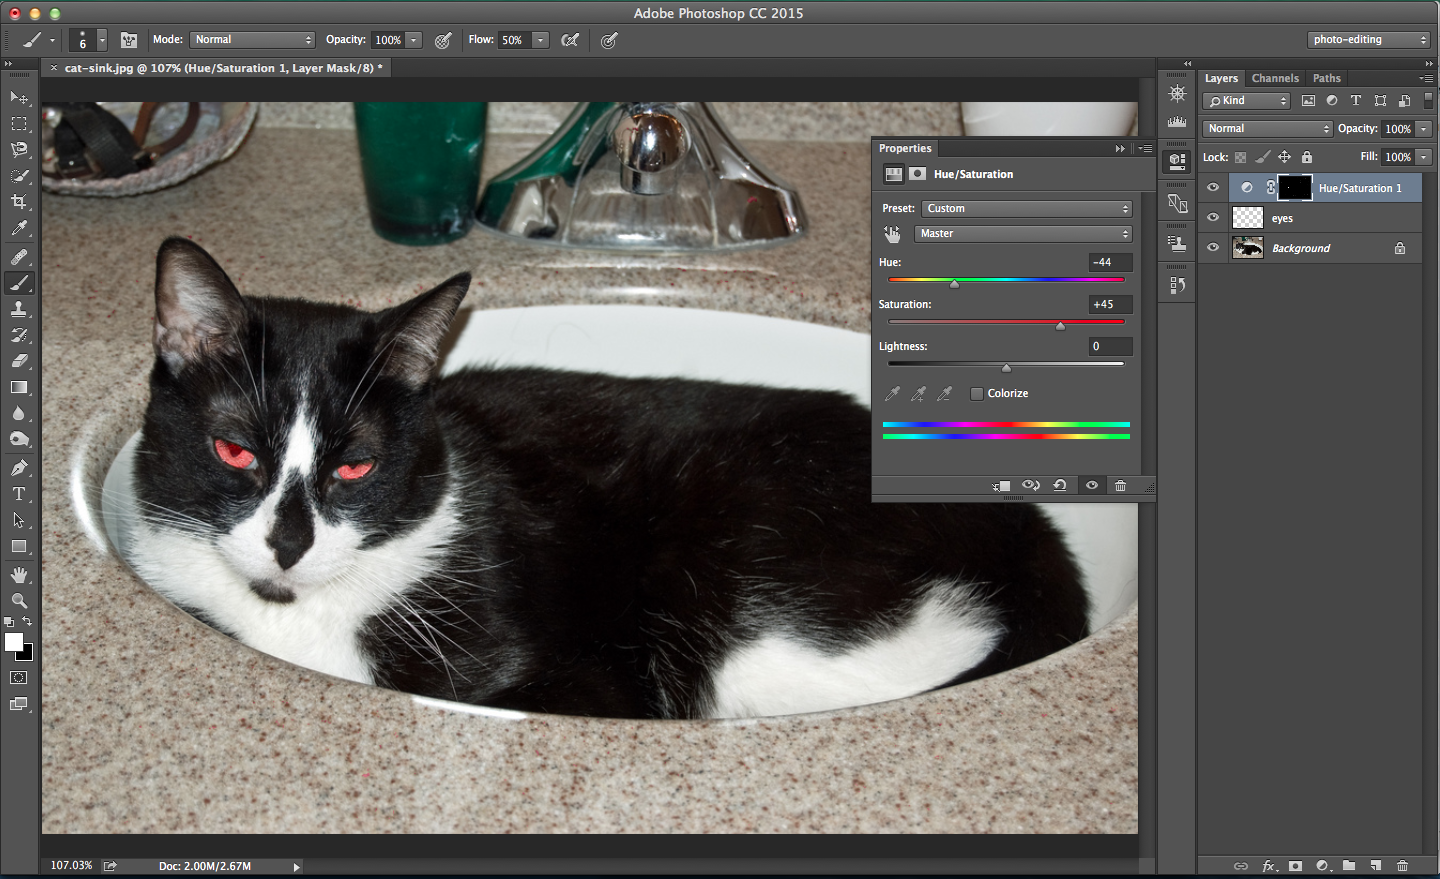 Adobe Photoshop CC 2015
6 Mode: Normal Opacity: 100% Flow: 50% photo-editing
× cat-sink.jpg @ 107% (Hue/Saturation 1, Layer Mask/8) *
Layers Channels Paths
Kind
Normal Opacity: 100%
Lock: Fill: 100%
Hue/Saturation 1
eyes
Background
Properties
Hue/Saturation
Preset: Custom
Master
Hue: -44
Saturation: +45
Lightness: 0
Colorize
107.03% Doc: 2.00M/2.67M
fx